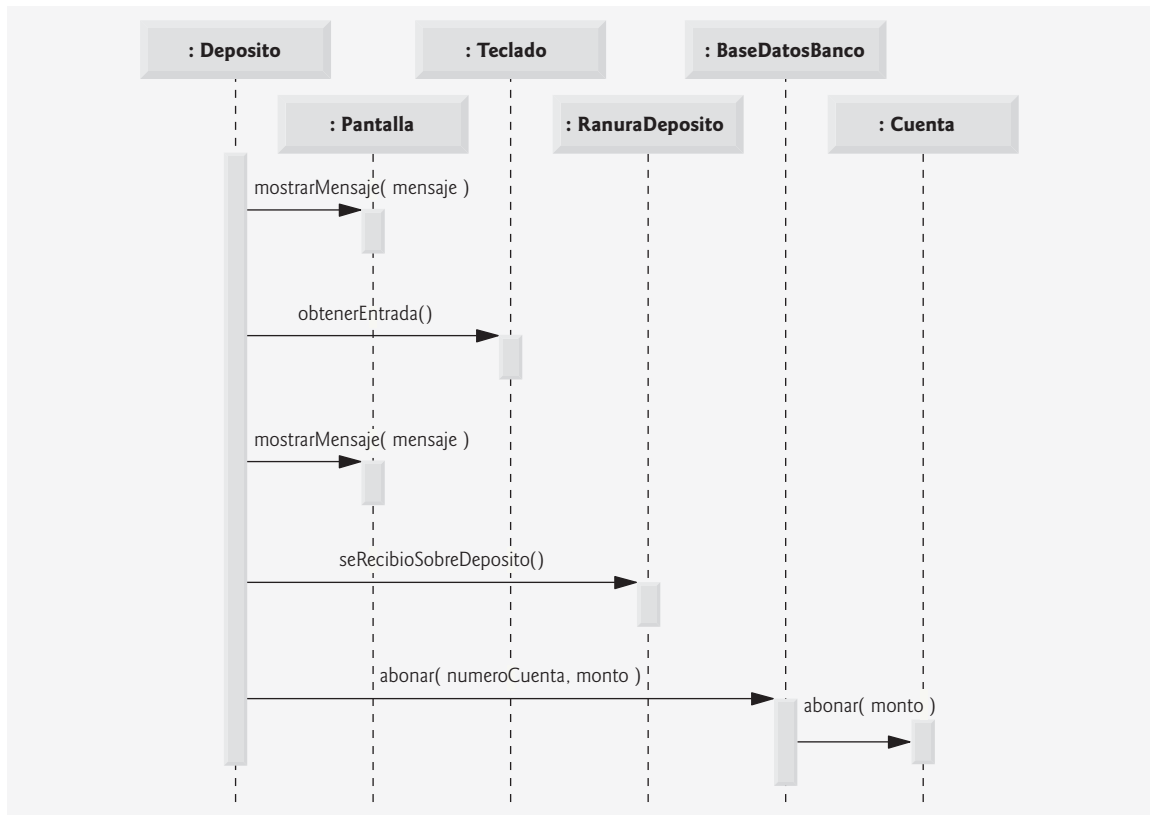 : Deposito
: Teclado
: BaseDatosBanco
: Pantalla
: RanuraDeposito
: Cuenta
mostrarMensaje( mensaje )
obtenerEntrada()
mostrarMensaje( mensaje )
seRecibioSobreDeposito()
abonar( numeroCuenta, monto )
abonar( monto )